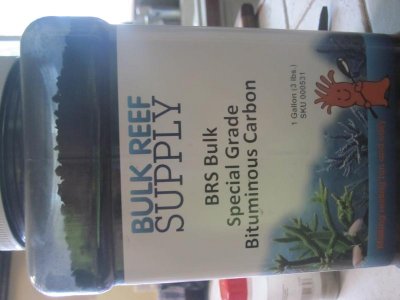 BULK REEF
SUPPLY
BRS Bulk
Special Grade
Bituminous Carbon
1 Gallon (3 lbs.)
SKU 000531